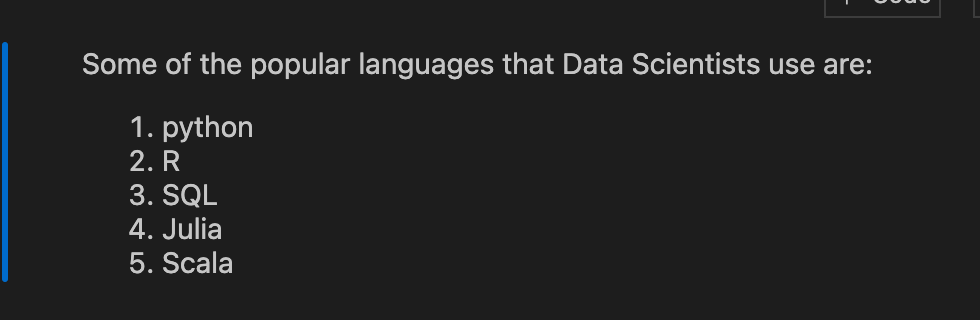 Some of the popular languages that Data Scientists use are:
1. python
2. R
3. SQL
4. Julia
5. Scala